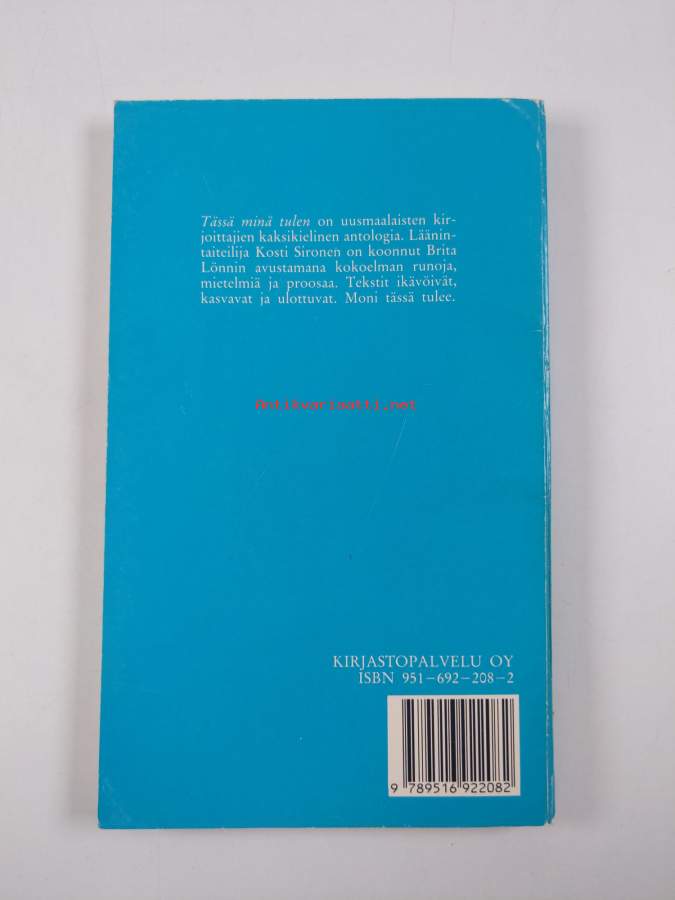 Tässä minä tulen on uusmaalaisten kir-
joittajien kaksikielinen antologia. Läänin-
taiteilija Kosti Sironen on koonnut Brita
Lönnin avustamana kokoelman runoja,
mietelmiä ja proosaa. Tekstit ikävöivät,
kasvavat ja ulottuvat. Moni tässä tulee.
Antikvariaatti.net
KIRJASTOPALVELU OY
ISBN 951-692-208-2
9 789516 922082